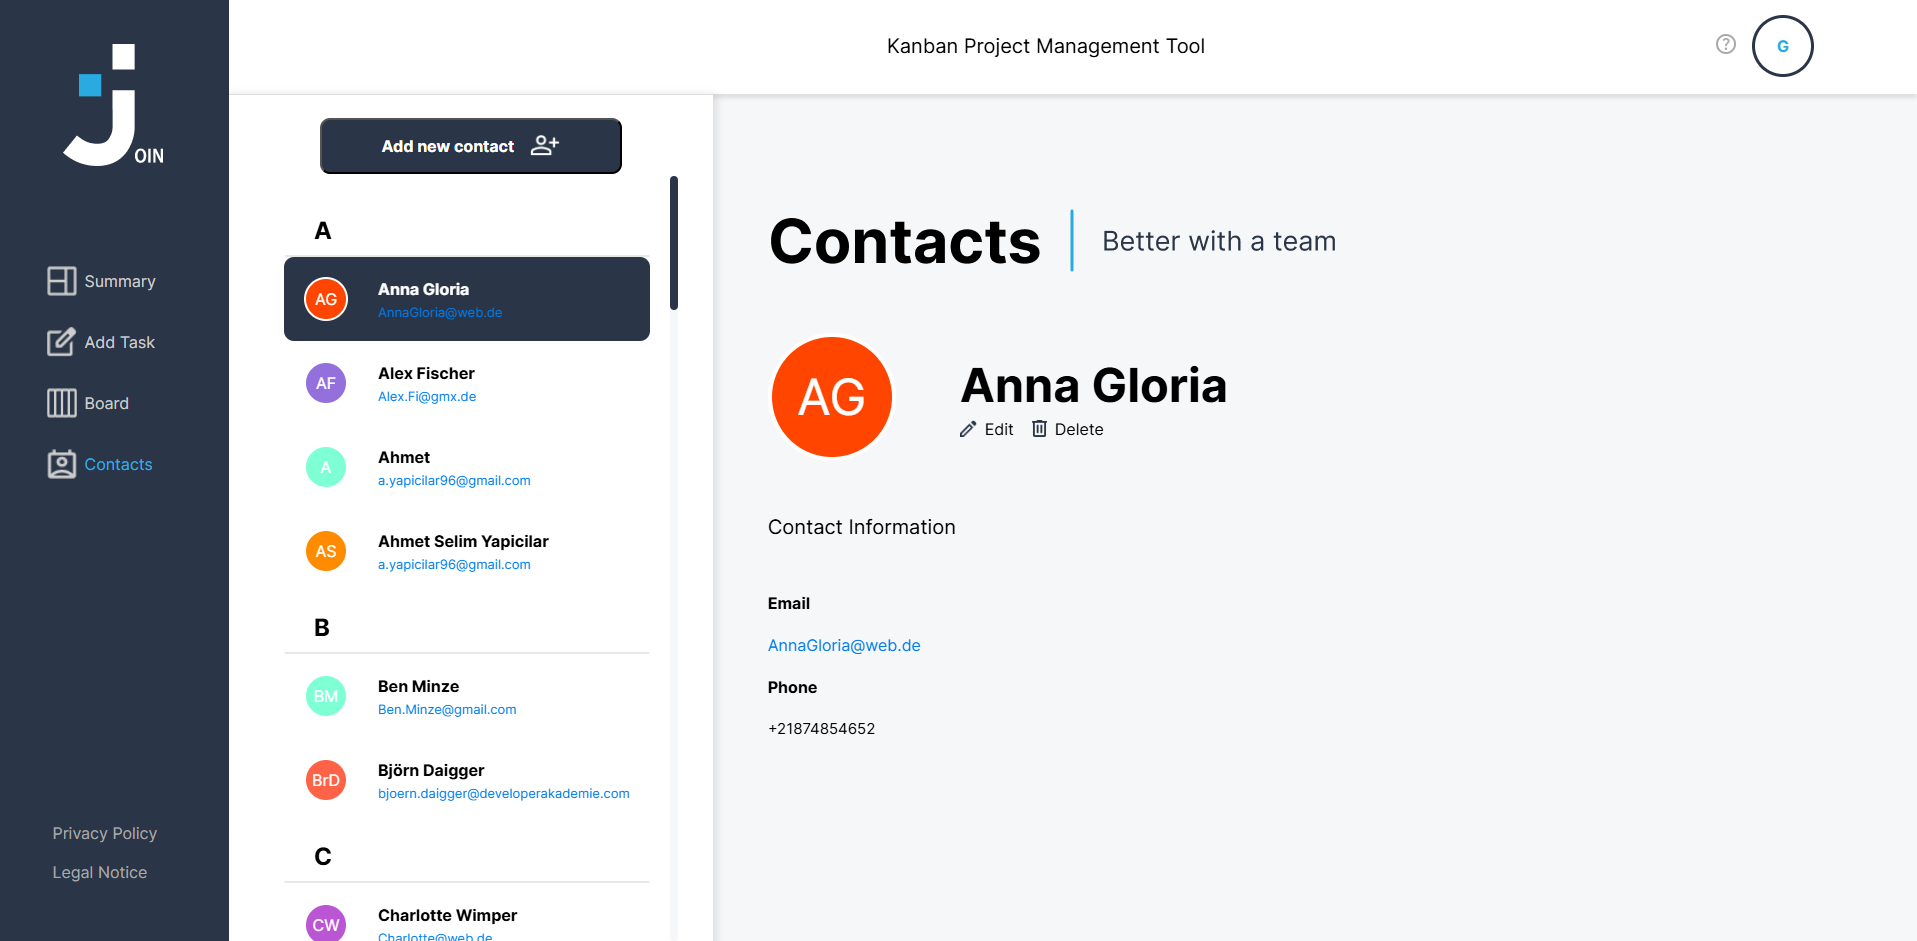 OIN
Summary
Add Task
Board
Contacts
Privacy Policy
Legal Notice
Kanban Project Management Tool
G
Add new contact
A
AG
Anna Gloria
AnnaGloria@web.de
AF
Alex Fischer
Alex.Fi@gmx.de
A
Ahmet
a.yapicilar96@gmail.com
AS
Ahmet Selim Yapicilar
a.yapicilar96@gmail.com
B
BM
Ben Minze
Ben.Minze@gmail.com
BrD
Björn Daigger
bjoern.daigger@developerakademie.com
C
CW
Charlotte Wimper
Charlotte@web.de
Contacts
Better with a team
AG
Anna Gloria
Edit Delete
Contact Information
Email
AnnaGloria@web.de
Phone
+21874854652